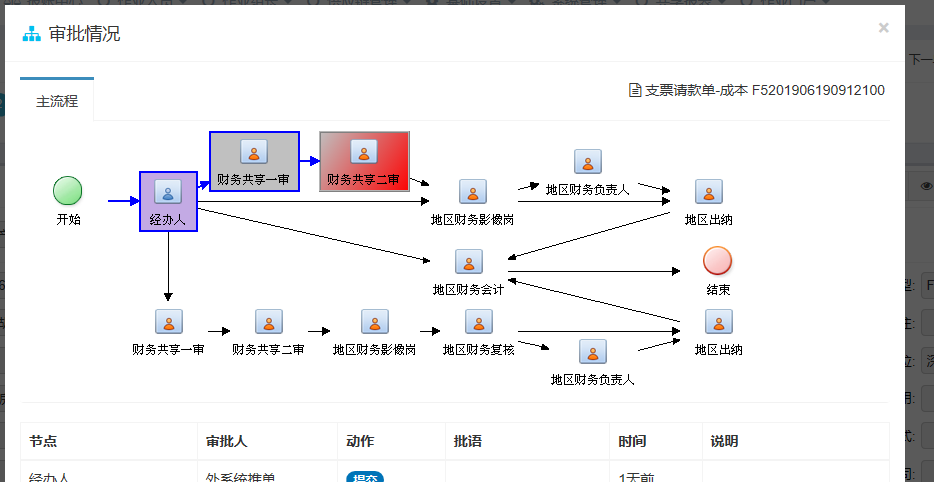 审批情况
×
主流程
支票请款单-成本 F5201906190912100
开始
经办人
财务共享一审
财务共享二审
地区财务影像岗
地区财务负责人
地区出纳
地区财务会计
结束
财务共享一审
财务共享二审
地区财务影像岗
地区财务复核
地区财务负责人
地区出纳
节点 审批人 动作 批语 时间 说明
经办人 外系统推单 提交 1天前
下一